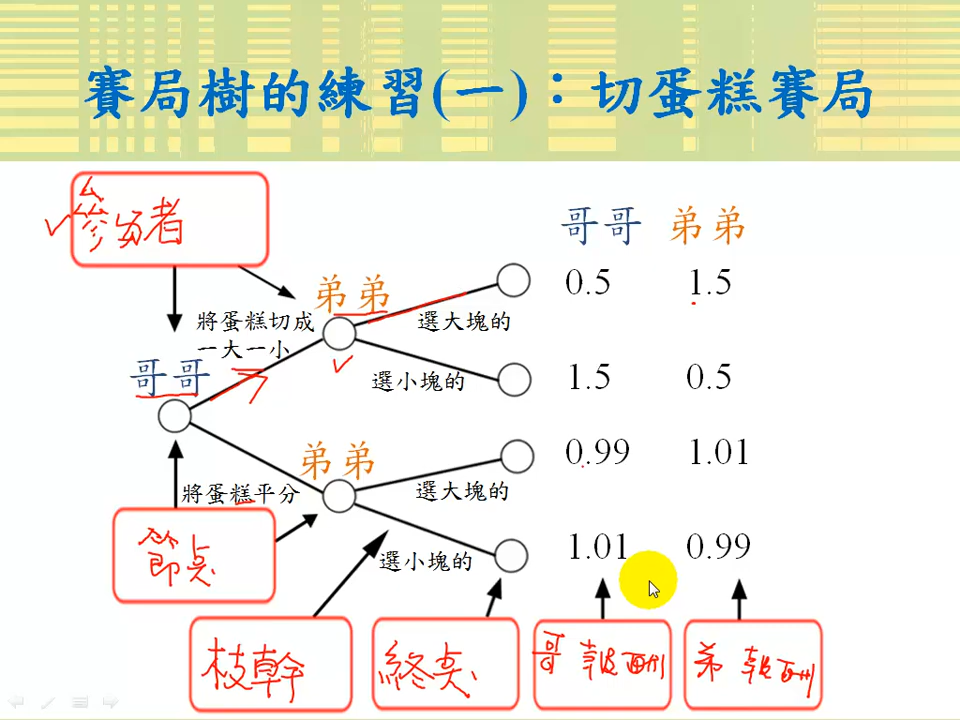 賽局樹的練習(一)：切蛋糕賽局
參與者
哥哥 弟弟
弟弟
0.5 1.5
將蛋糕切成
一大一小
選大塊的
哥哥
選小塊的
1.5 0.5
弟弟
0.99 1.01
將蛋糕平分
選大塊的
節點
選小塊的
1.01 0.99
枝幹
終點
哥 報酬
弟 報酬